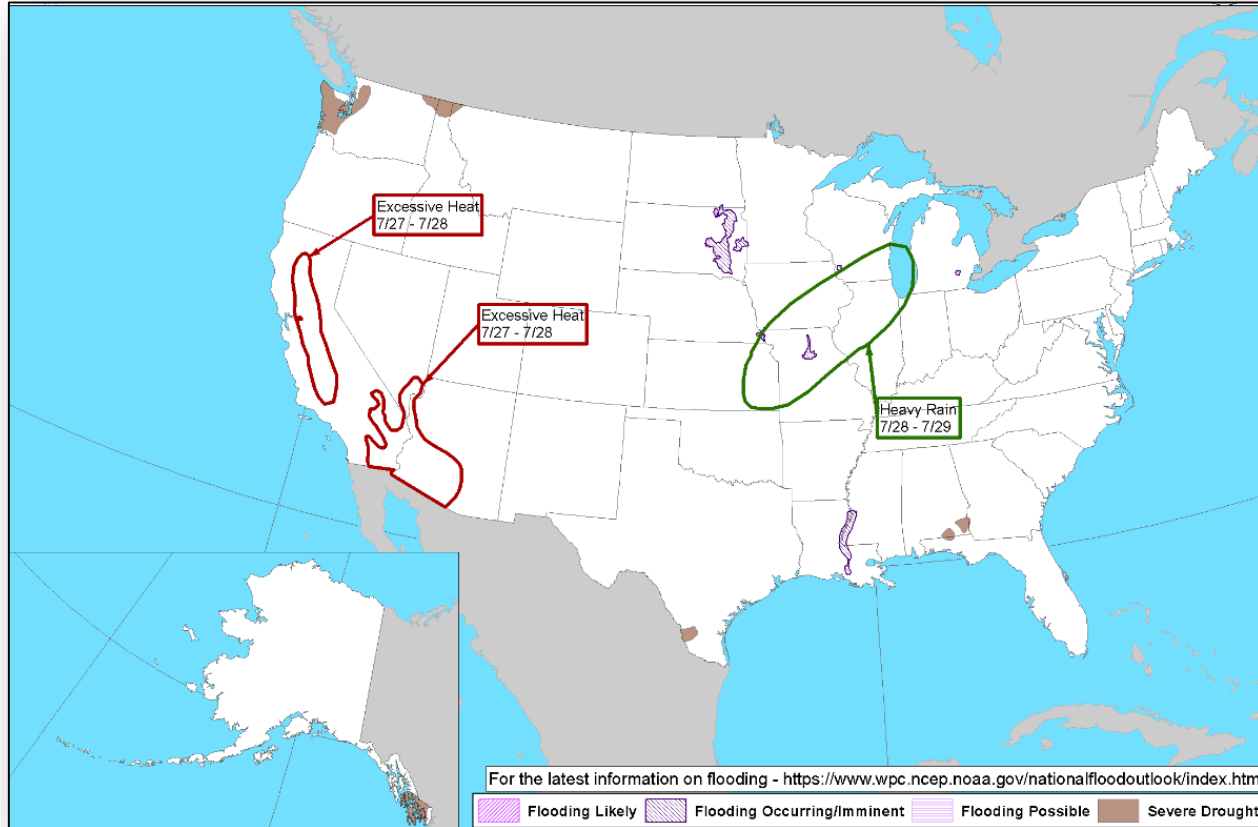 Excessive Heat
7/27 - 7/28
Excessive Heat
7/27 - 7/28
Heavy Rain
7/28 - 7/29
For the latest information on flooding - https://www.wpc.ncep.noaa.gov/nationalfloodoutlook/index.htm
Flooding Likely
Flooding Occurring/Imminent
Flooding Possible
Severe Drought